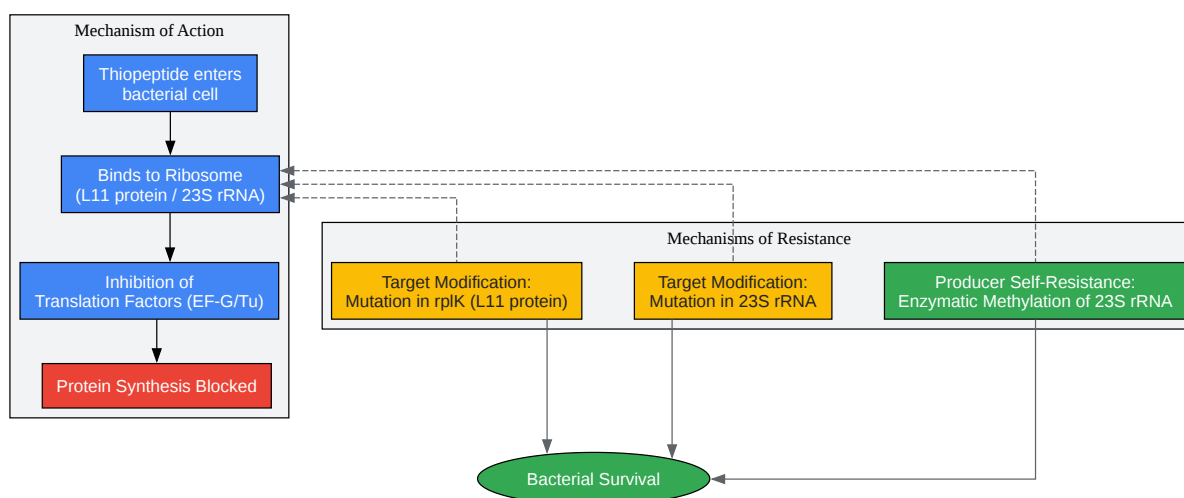 Mechanism of Action
Thiopeptide enters
bacterial cell
Binds to Ribosome
(L11 protein / 23S rRNA)
Inhibition of
Translation Factors (EF-G/Tu)
Protein Synthesis Blocked
Mechanisms of Resistance
Target Modification:
Mutation in rplK (L11 protein)
Target Modification:
Mutation in 23S rRNA
Producer Self-Resistance:
Enzymatic Methylation of 23S rRNA
Bacterial Survival